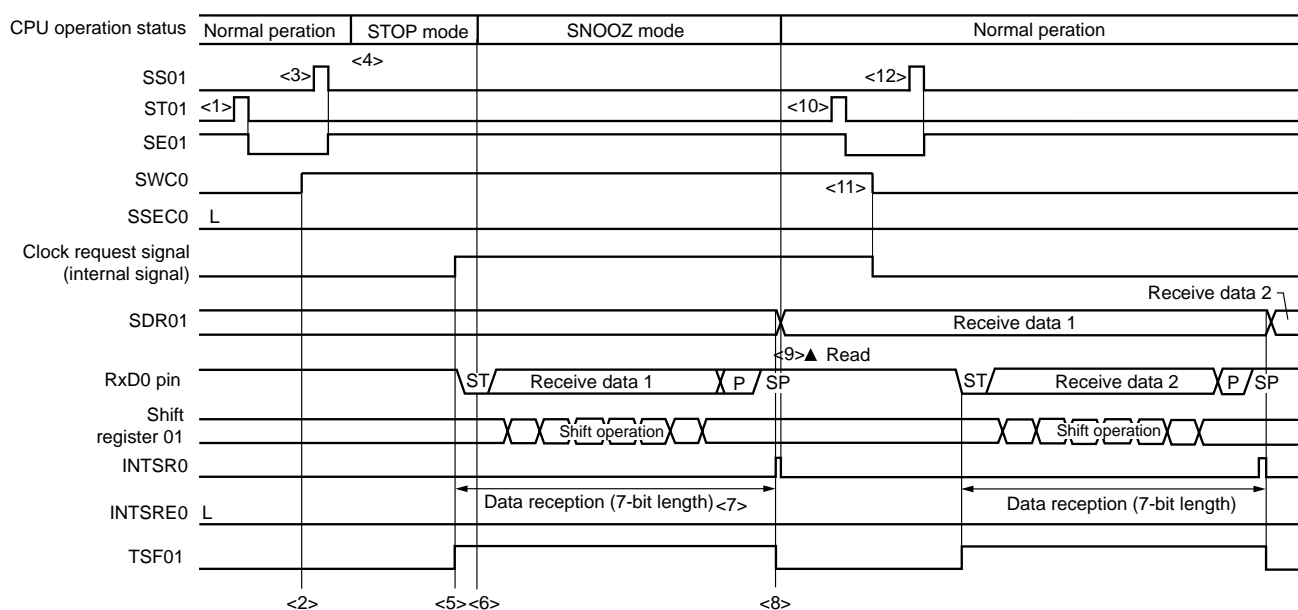 CPU operation status Normal peration STOP mode SNOOZ mode Normal peration
<4>
SS01 <3> <12>
ST01 <1> <10>
SE01
SWC0 <11>
SSEC0 L
Clock request signal
(internal signal)
Receive data 2
SDR01 Receive data 1
<9>▲ Read
RxD0 pin ST Receive data 1 P SP ST Receive data 2 P SP
Shift
register 01 Shift operation Shift operation
INTSR0
Data reception (7-bit length) <7> Data reception (7-bit length)
INTSRE0 L
TSF01
<2> <5> <6> <8>